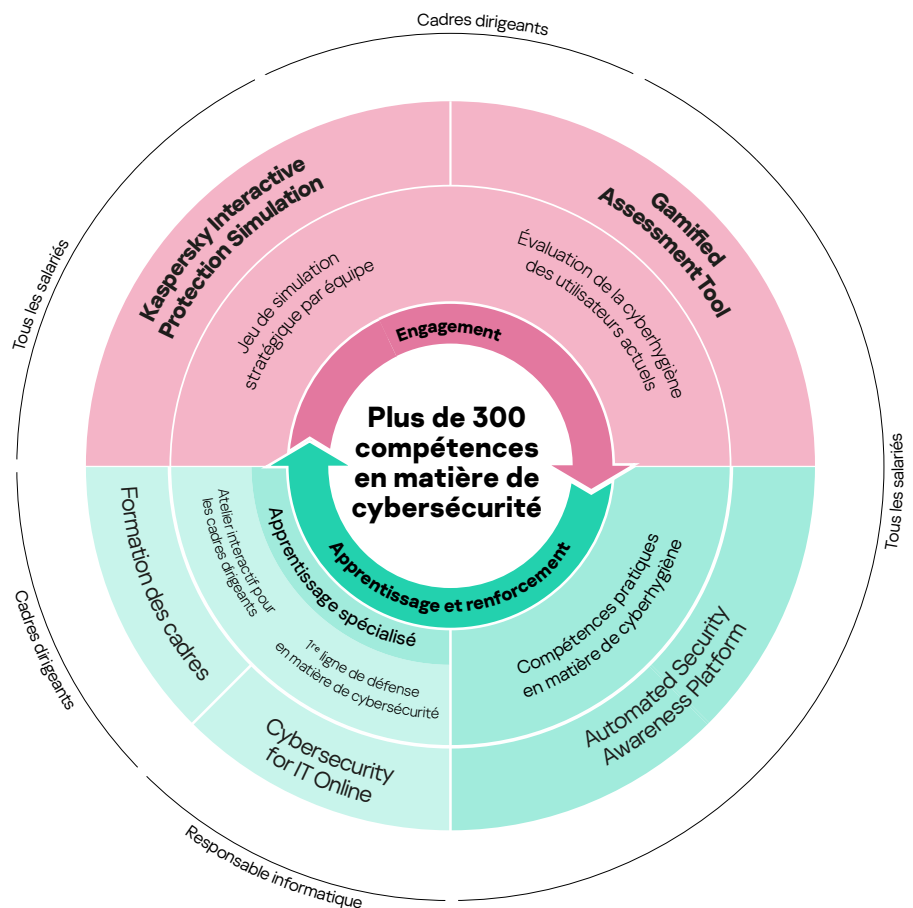 Cadres dirigeants
Tous les salariés
Kaspersky Interactive
Protection Simulation
Gamified
Assessment Tool
Jeu de simulation
stratégique par équipe
Évaluation de la cyberhygiène
des utilisateurs actuels
Engagement
Plus de 300
compétences
en matière de
cybersécurité
Tous les salariés
Apprentissage et renforcement
Formation des cadres
Atelier interactif pour
les cadres dirigeants
Apprentissage spécialisé
1re ligne de défense
en matière de cybersécurité
Compétences pratiques
en matière de cyberhygiène
Cybersecurity
for IT Online
Automated Security
Awareness Platform
Cadres dirigeants
Responsable informatique